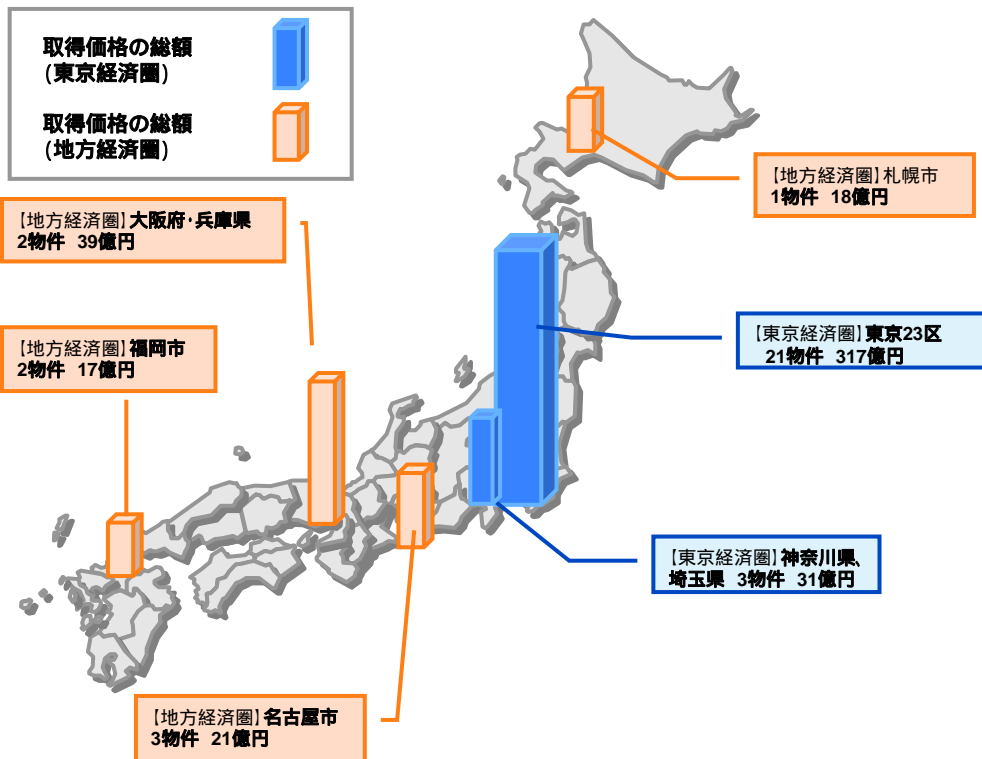 取得価格の総額
(東京経済圏)
取得価格の総額
(地方経済圏)
【地方経済圏】札幌市
1物件 18億円
【地方経済圏】大阪府・兵庫県
2物件 39億円
【東京経済圏】東京23区
21物件 317億円
【地方経済圏】福岡市
2物件 17億円
【東京経済圏】神奈川県、
埼玉県 3物件 31億円
【地方経済圏】名古屋市
3物件 21億円